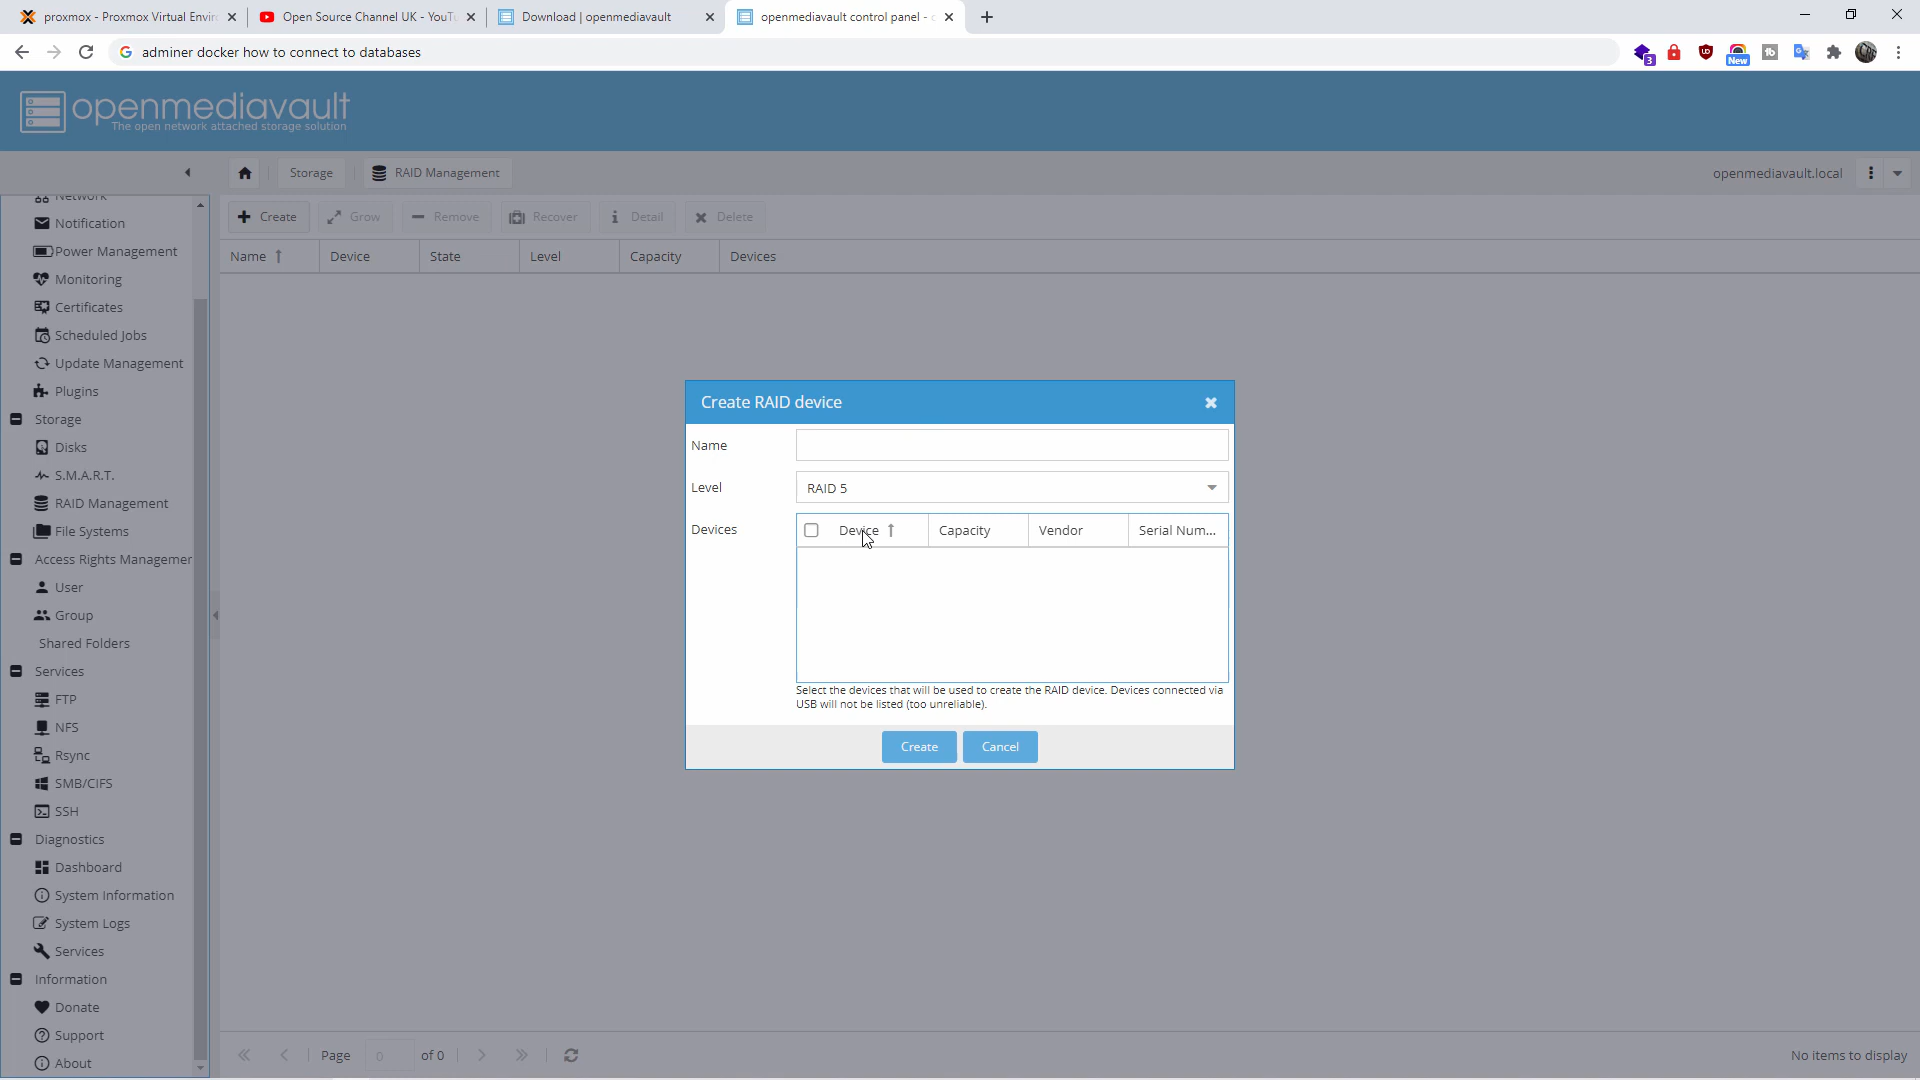 proxmox - Proxmox Virtual Envir
Open Source Channel UK - YouTu
Download | openmediavault
openmediavault control panel - o
adminer docker how to connect to databases
3
New
openmediavault
The open network attached storage solution
Storage
RAID Management
openmediavault.local
Network
Notification
Power Management
Monitoring
Certificates
Scheduled Jobs
Update Management
Plugins
Storage
Disks
S.M.A.R.T.
RAID Management
File Systems
Access Rights Managemen
User
Group
Shared Folders
Services
FTP
NFS
Rsync
SMB/CIFS
SSH
Diagnostics
Dashboard
System Information
System Logs
Services
Information
Donate
Support
About
Create
Grow
Remove
Recover
Detail
Delete
Name
Device
State
Level
Capacity
Devices
Create RAID device
Name
Level
RAID 5
Devices
Device
Capacity
Vendor
Serial Num...
Select the devices that will be used to create the RAID device. Devices connected via
USB will not be listed (too unreliable).
Create
Cancel
Page
0
of 0
No items to display